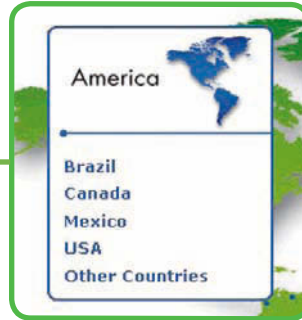 America
Brazil
Canada
Mexico
USA
Other Countries